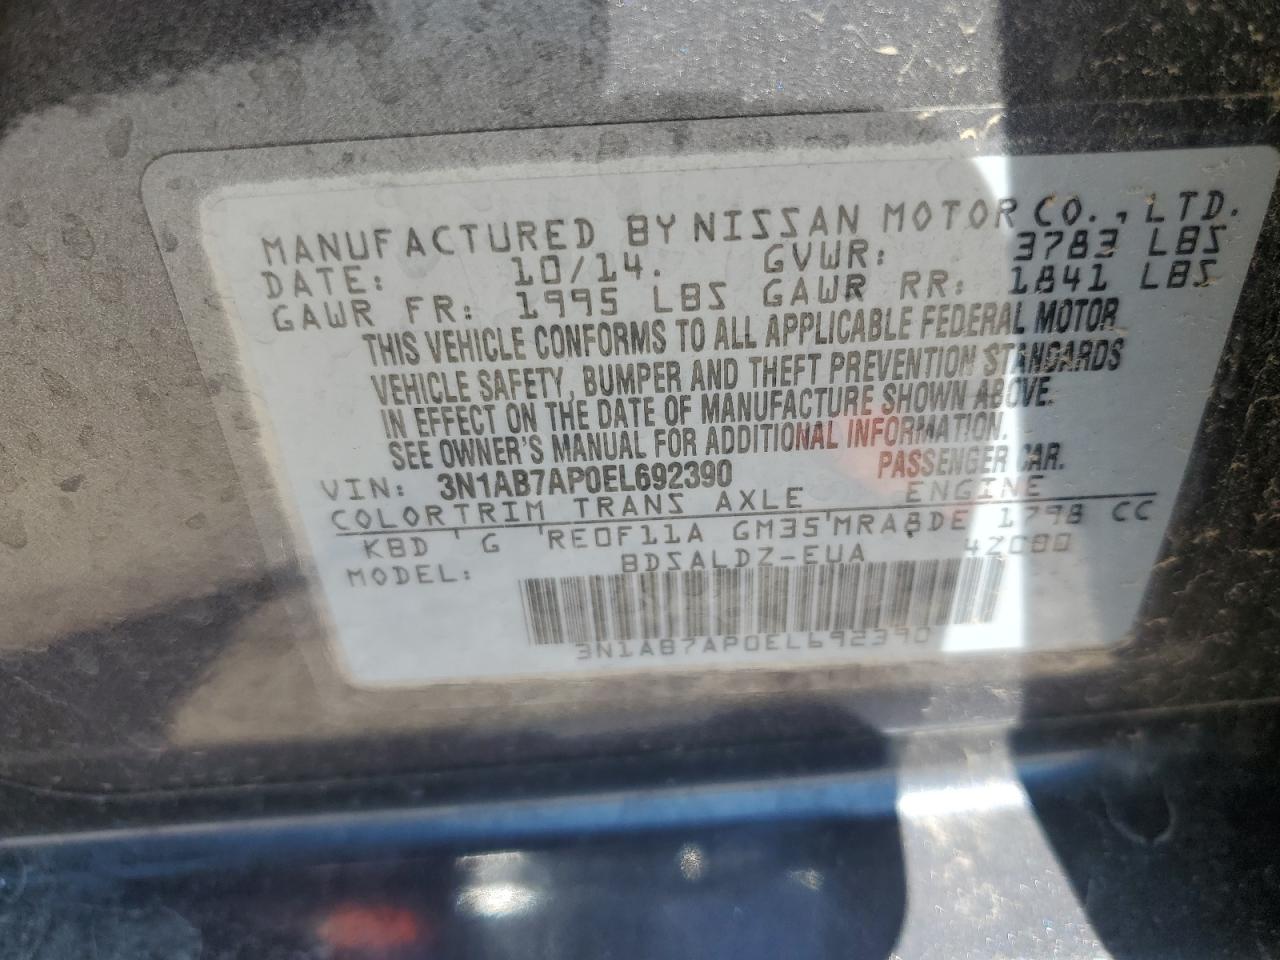 MANUFACTURED BY NISSAN MOTOR CO., LTD.
DATE: 10/14. GVWR: 3783 LBS
GAWR FR: 1995 LBS GAWR RR: 1841 LBS
THIS VEHICLE CONFORMS TO ALL APPLICABLE FEDERAL MOTOR
VEHICLE SAFETY, BUMPER AND THEFT PREVENTION STANDARDS
IN EFFECT ON THE DATE OF MANUFACTURE SHOWN ABOVE.
SEE OWNER'S MANUAL FOR ADDITIONAL INFORMATION.
VIN: 3N1AB7AP0EL692390 PASSENGER CAR.
COLOR TRIM TRANS AXLE ENGINE
KBD G RE0F11A GM35 MRA8DE 1798 CC
MODEL: BDSALDZ-EUA 4Z080
3N1AB7AP0EL692390